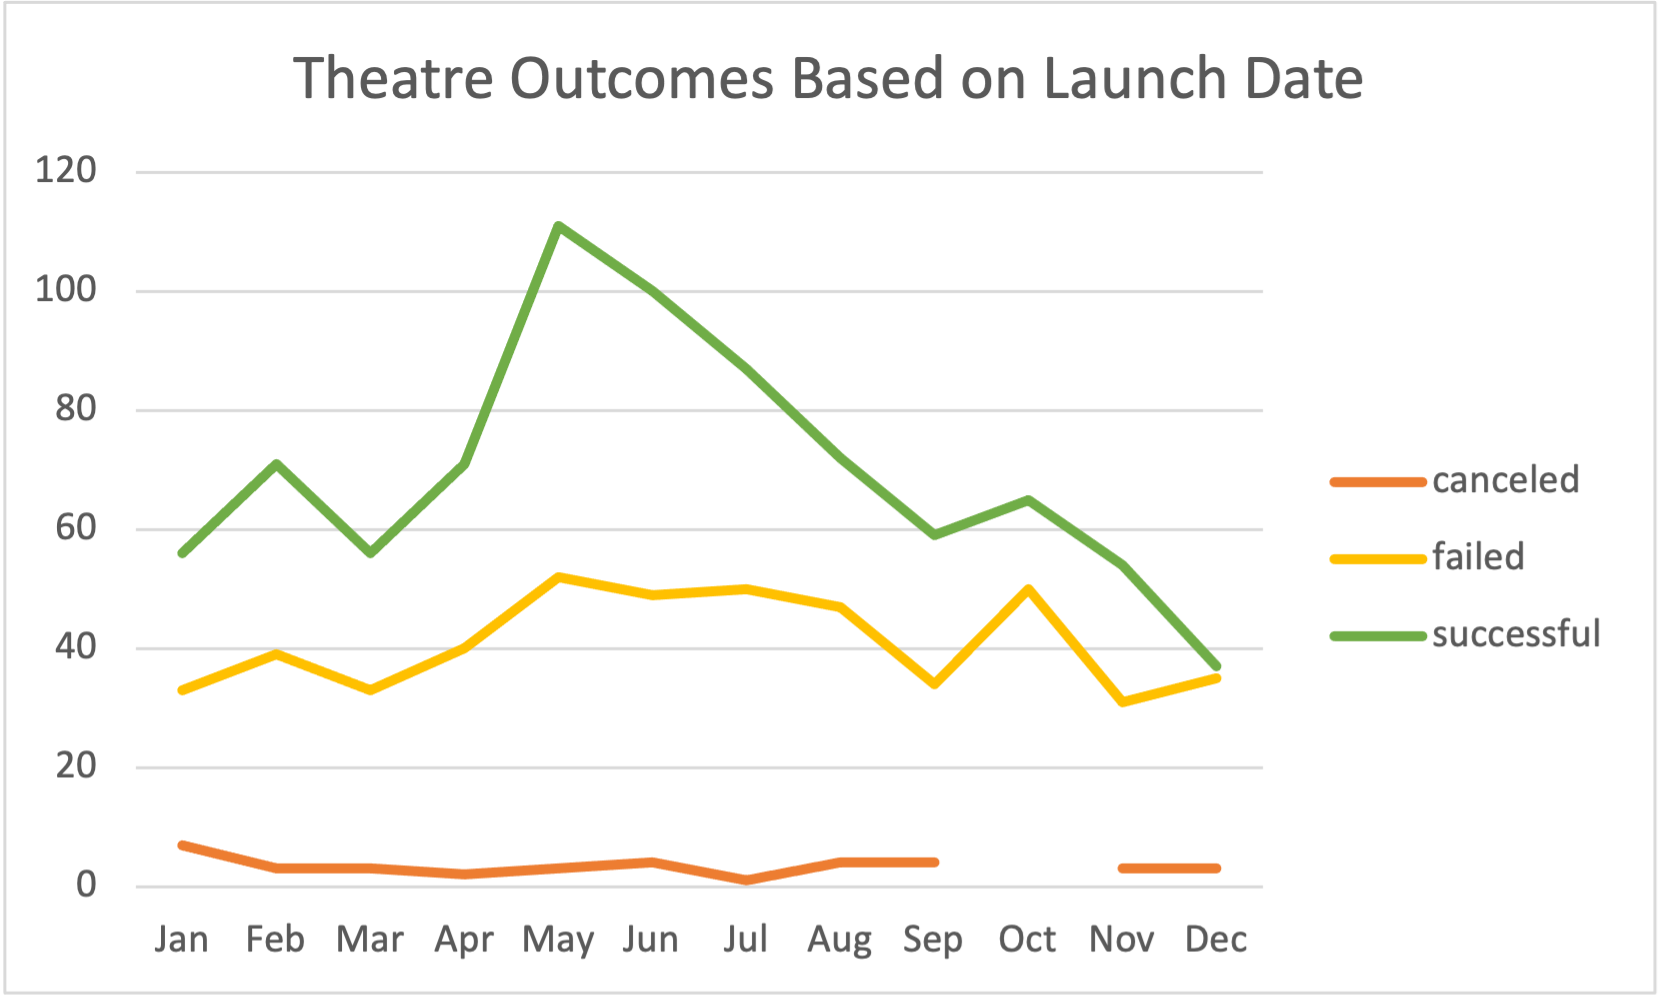 Theatre Outcomes Based on Launch Date
120
100
80
60
40
20
0
Jan Feb Mar Apr May Jun Jul Aug Sep Oct Nov Dec
canceled
failed
successful